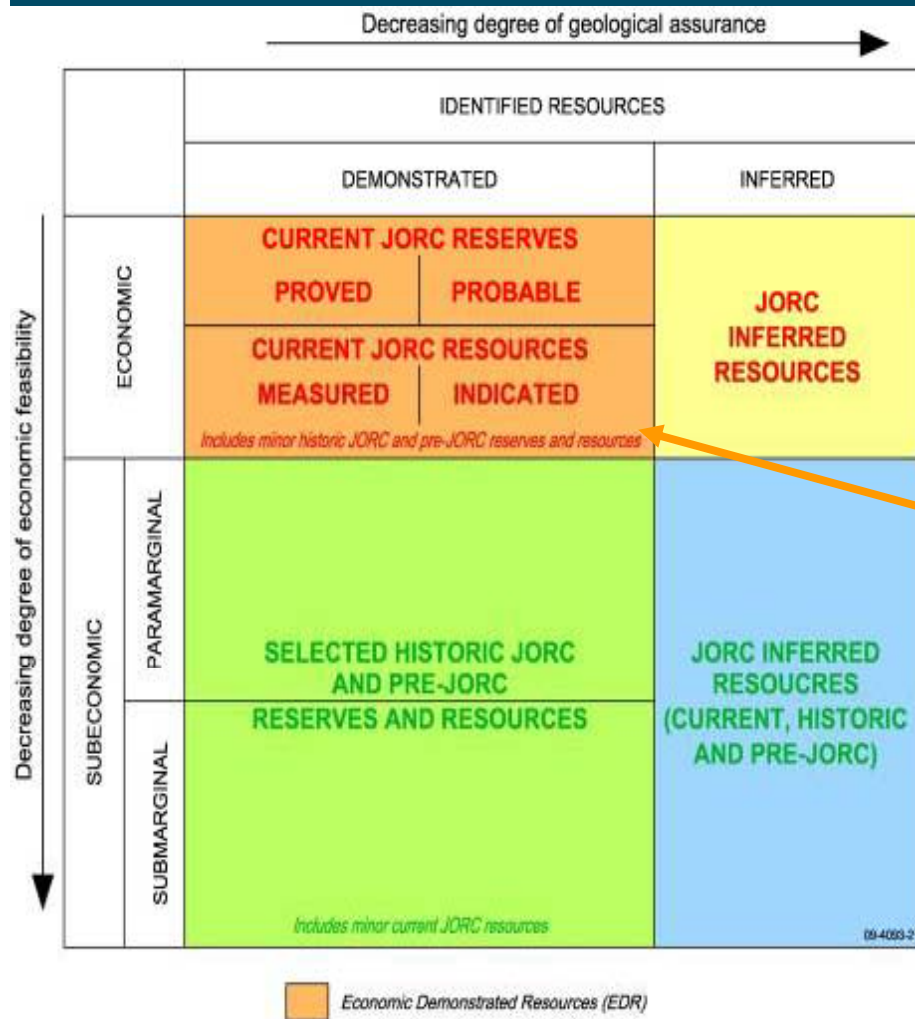 Decreasing degree of geological assurance
IDENTIFIED RESOURCES
DEMONSTRATED
INFERRED
Decreasing degree of economic feasibility
ECONOMIC
CURRENT JORC RESERVES
PROVED
PROBABLE
CURRENT JORC RESOURCES
MEASURED
INDICATED
Includes minor historic JORC and pre-JORC reserves and resources
JORC
INFERRED
RESOURCES
SUBECONOMIC
PARAMARGINAL
SUBMARGINAL
SELECTED HISTORIC JORC
AND PRE-JORC
RESERVES AND RESOURCES
Includes minor current JORC resources
JORC INFERRED
RESOUCRES
(CURRENT, HISTORIC
AND PRE-JORC)
09-4093-2
Economic Demonstrated Resources (EDR)